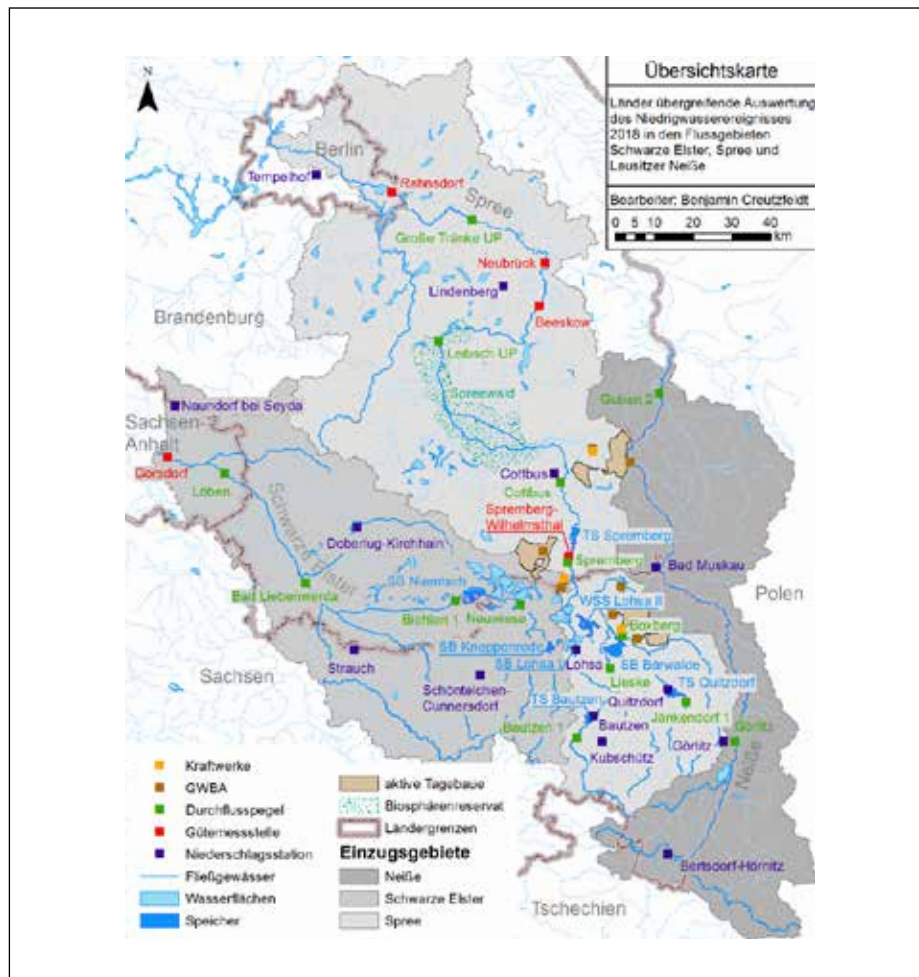 Übersichtskarte
Länder übergreifende Auswertung
des Niedrigwasserereignisses
2018 in den Flussgebieten
Schwarze Elster, Spree und
Lausitzer Neiße
Bearbeiter: Benjamin Creutzfeldt
0 5 10 20 30 40
km
N
Berlin
Tempelhof
Rahnsdorf
Spree
Große Tränke UP
Neubrück
Lindenberg
Beeskow
Brandenburg
Leibsch UP
Spreewald
Guben 2
Naundorf bei Seyda
Sachsen-
Anhalt
Gorsdorf
Löben
Cottbus
Cottbus
Schwarze Elster
Spremberg-
Wilhelmsthal
TS Spremberg
Doberlug-Kirchhain
Spremberg
Bad Muskau
SB Niemtsch
Bad Liebenwerda
Polen
WSS Lohsa II
Biehlen 1
Neuwiese
Boxberg
SB Knappenrode
Strauch
Lohsa
SB Bärwalde
SB Lohsa I
Sachsen
Lieske
TS Quitzdorf
Schönteichen-
Cunnersdorf
Quitzdorf
TS Bautzen
Jänkendorf 1
Bautzen 1
Bautzen
Görlitz
Görlitz
Kubschütz
Neiße
Bertsdorf-Hörnitz
Tschechien
Kraftwerke
GWBA
Durchflusspegel
Gütemessstelle
Niederschlagsstation
Fließgewässer
Wasserflächen
Speicher
aktive Tagebaue
Biosphärenreservat
Ländergrenzen
Einzugsgebiete
Neiße
Schwarze Elster
Spree